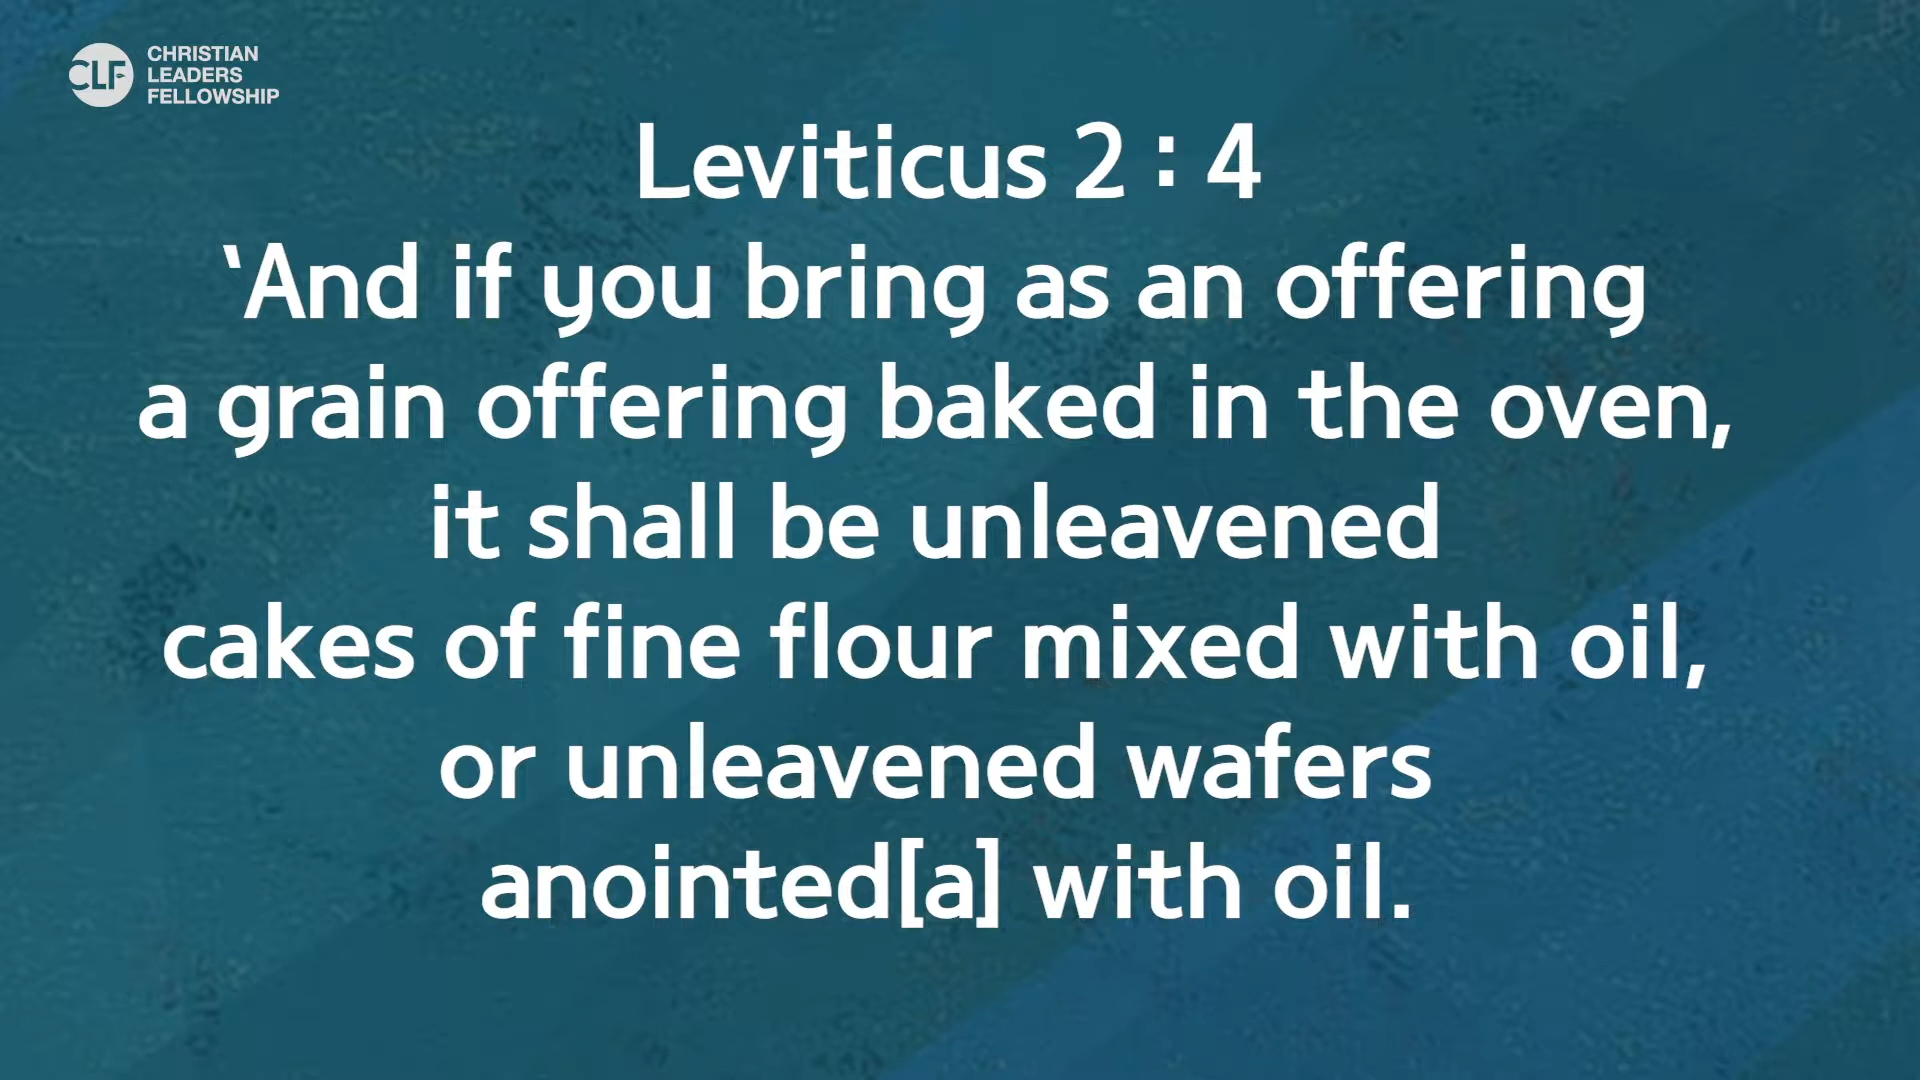 CLF
CHRISTIAN
LEADERS
FELLOWSHIP
Leviticus 2 : 4
‘And if you bring as an offering
a grain offering baked in the oven,
it shall be unleavened
cakes of fine flour mixed with oil,
or unleavened wafers
anointed[a] with oil.